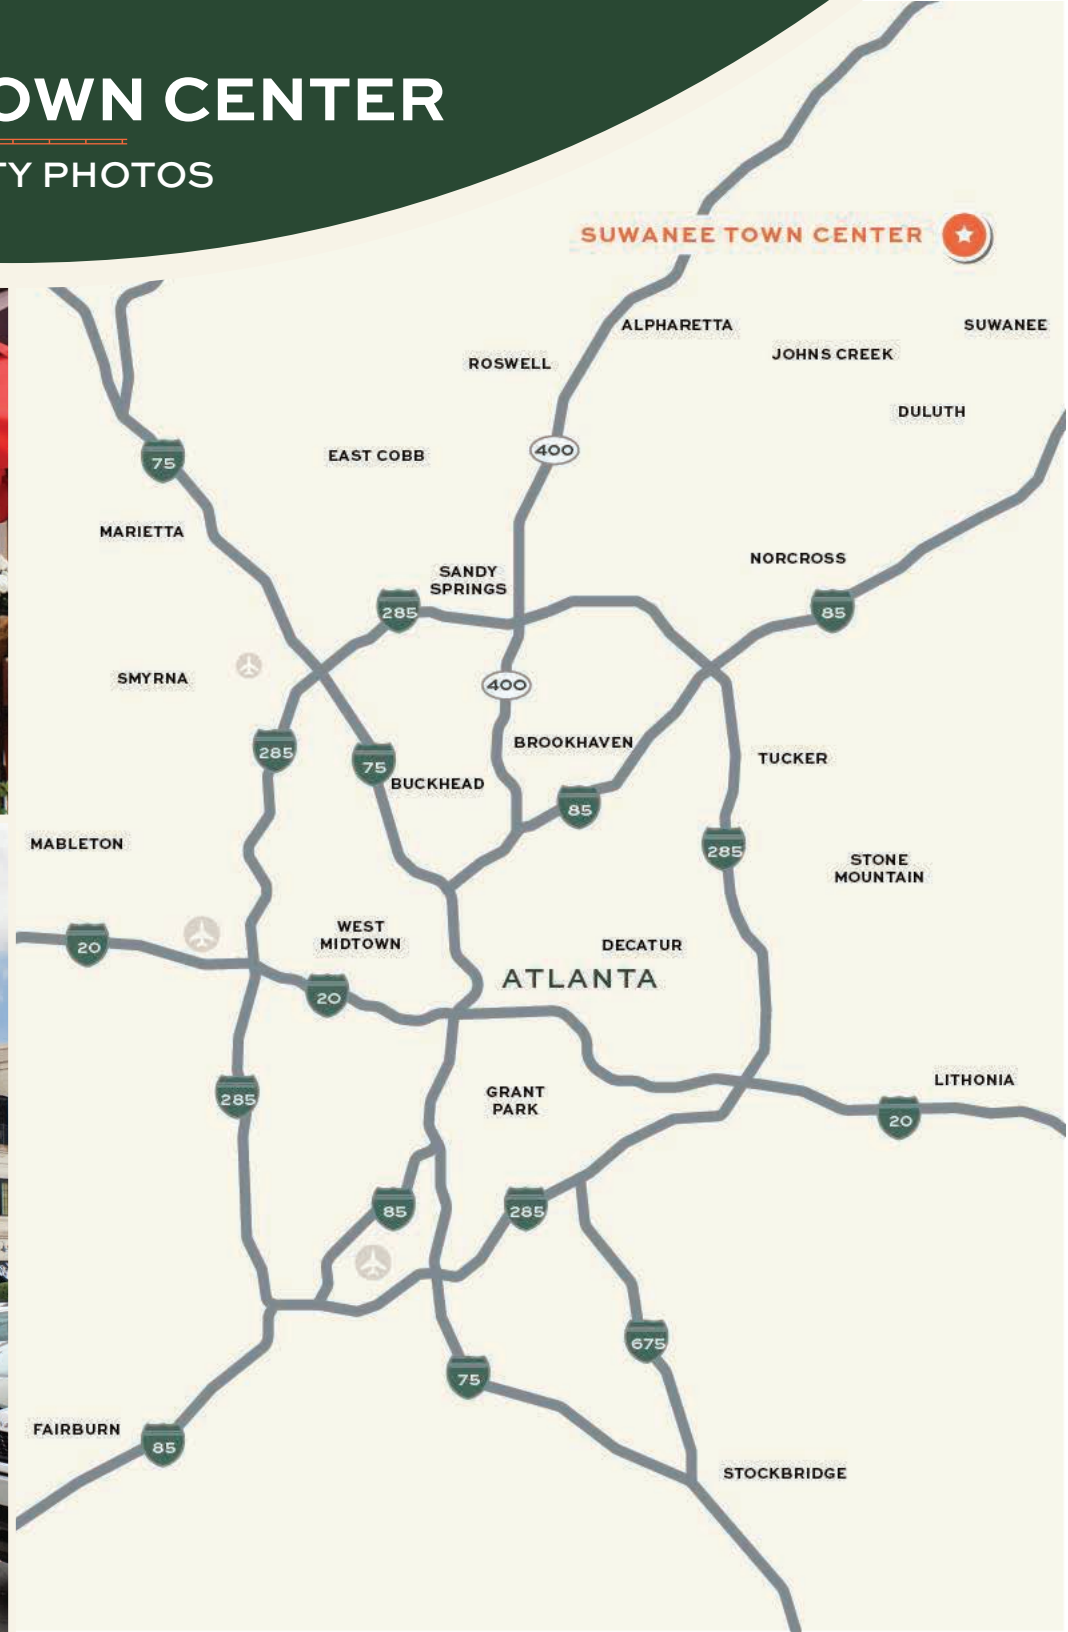 OWN CENTER
TY PHOTOS
SUWANEE TOWN CENTER
ALPHARETTA
SUWANEE
JOHNS CREEK
ROSWELL
DULUTH
400
EAST COBB
75
MARIETTA
NORCROSS
SANDY
SPRINGS
285
85
SMYRNA
400
BROOKHAVEN
285
75
TUCKER
BUCKHEAD
85
MABLETON
285
STONE
MOUNTAIN
WEST
MIDTOWN
20
DECATUR
ATLANTA
20
LITHONIA
285
GRANT
PARK
20
85
285
675
75
FAIRBURN
85
STOCKBRIDGE